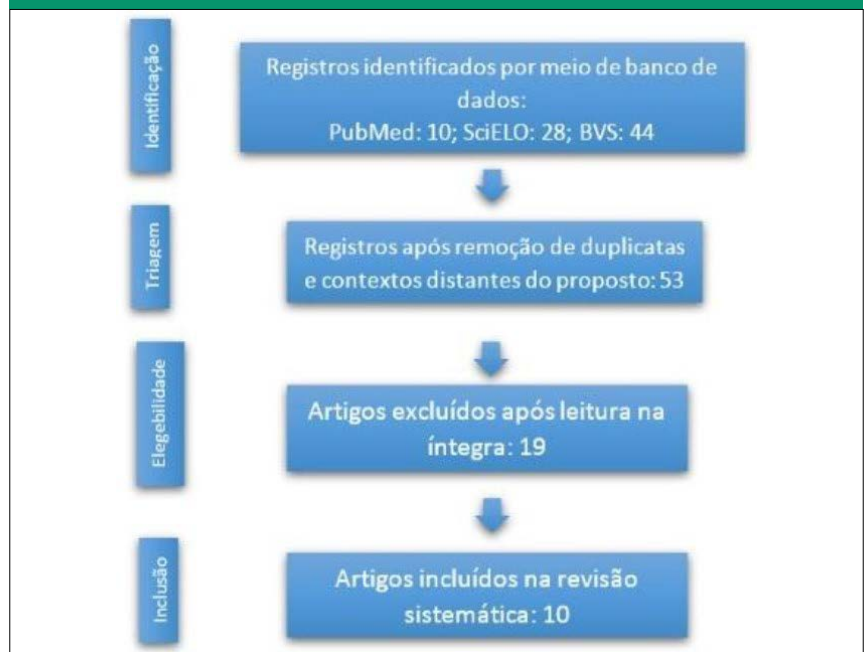 Identificação
Registros identificados por meio de banco de
dados:
PubMed: 10; SciELO: 28; BVS: 44
Triagem
Registros após remoção de duplicatas
e contextos distantes do proposto: 53
Elegebilidade
Artigos excluídos após leitura na
íntegra: 19
Inclusão
Artigos incluídos na revisão
sistemática: 10